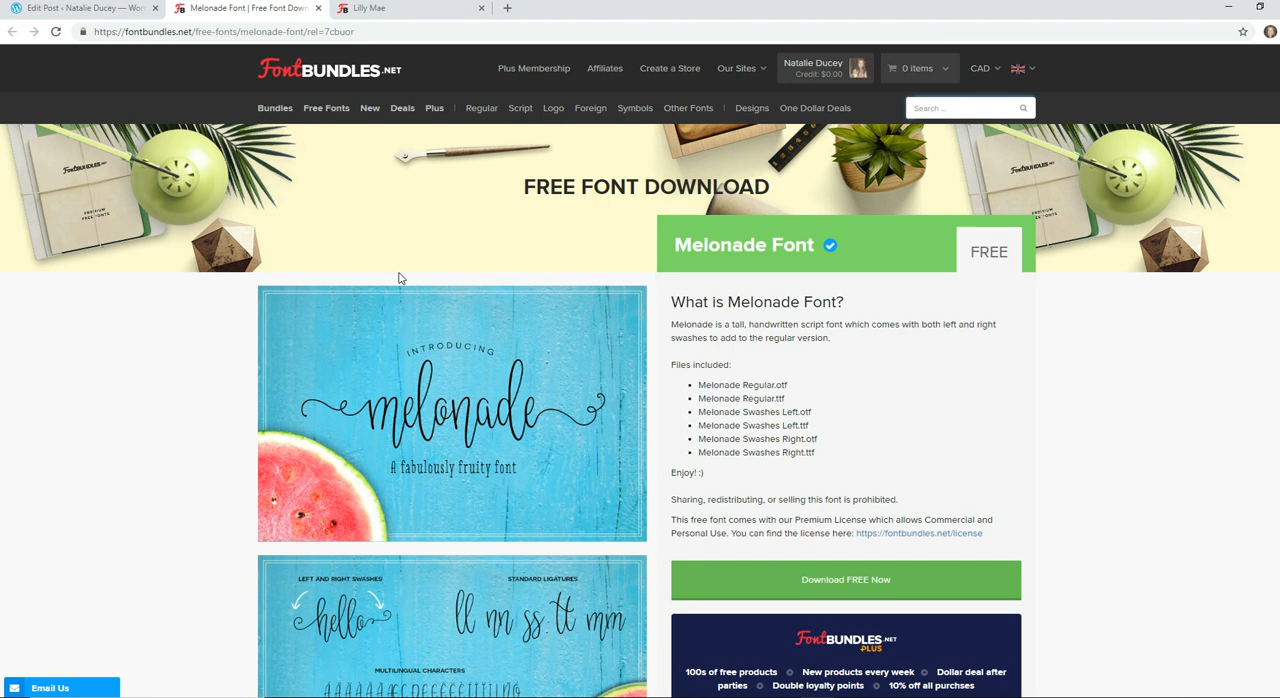 Edit Post ‹ Natalie Ducey — Wor
Melonade Font | Free Font Down
Lilly Mae
https://fontbundles.net/free-fonts/melonade-font/rel=7cbuor
FontBUNDLES.NET
Plus Membership
Affiliates
Create a Store
Our Sites
Natalie Ducey
Credit: $0.00
0 items
CAD
Bundles
Free Fonts
New
Deals
Plus
Regular
Script
Logo
Foreign
Symbols
Other Fonts
Designs
One Dollar Deals
Search ...
FREE FONT DOWNLOAD
Melonade Font
FREE
INTRODUCING
melonade
A fabulously fruity font
LEFT AND RIGHT SWASHES
STANDARD LIGATURES
hello
ll nn ss tt mm
MULTILINGUAL CHARACTERS
What is Melonade Font?
Melonade is a tall, handwritten script font which comes with both left and right
swashes to add to the regular version.
Files included:
• Melonade Regular.otf
• Melonade Regular.ttf
• Melonade Swashes Left.otf
• Melonade Swashes Left.ttf
• Melonade Swashes Right.otf
• Melonade Swashes Right.ttf
Enjoy! :)
Sharing, redistributing, or selling this font is prohibited.
This free font comes with our Premium License which allows Commercial and
Personal Use. You can find the license here: https://fontbundles.net/license
Download FREE Now
FontBUNDLES.NET
PLUS
100s of free products
New products every week
Dollar deal after
parties
Double loyalty points
10% off all purchses
Email Us